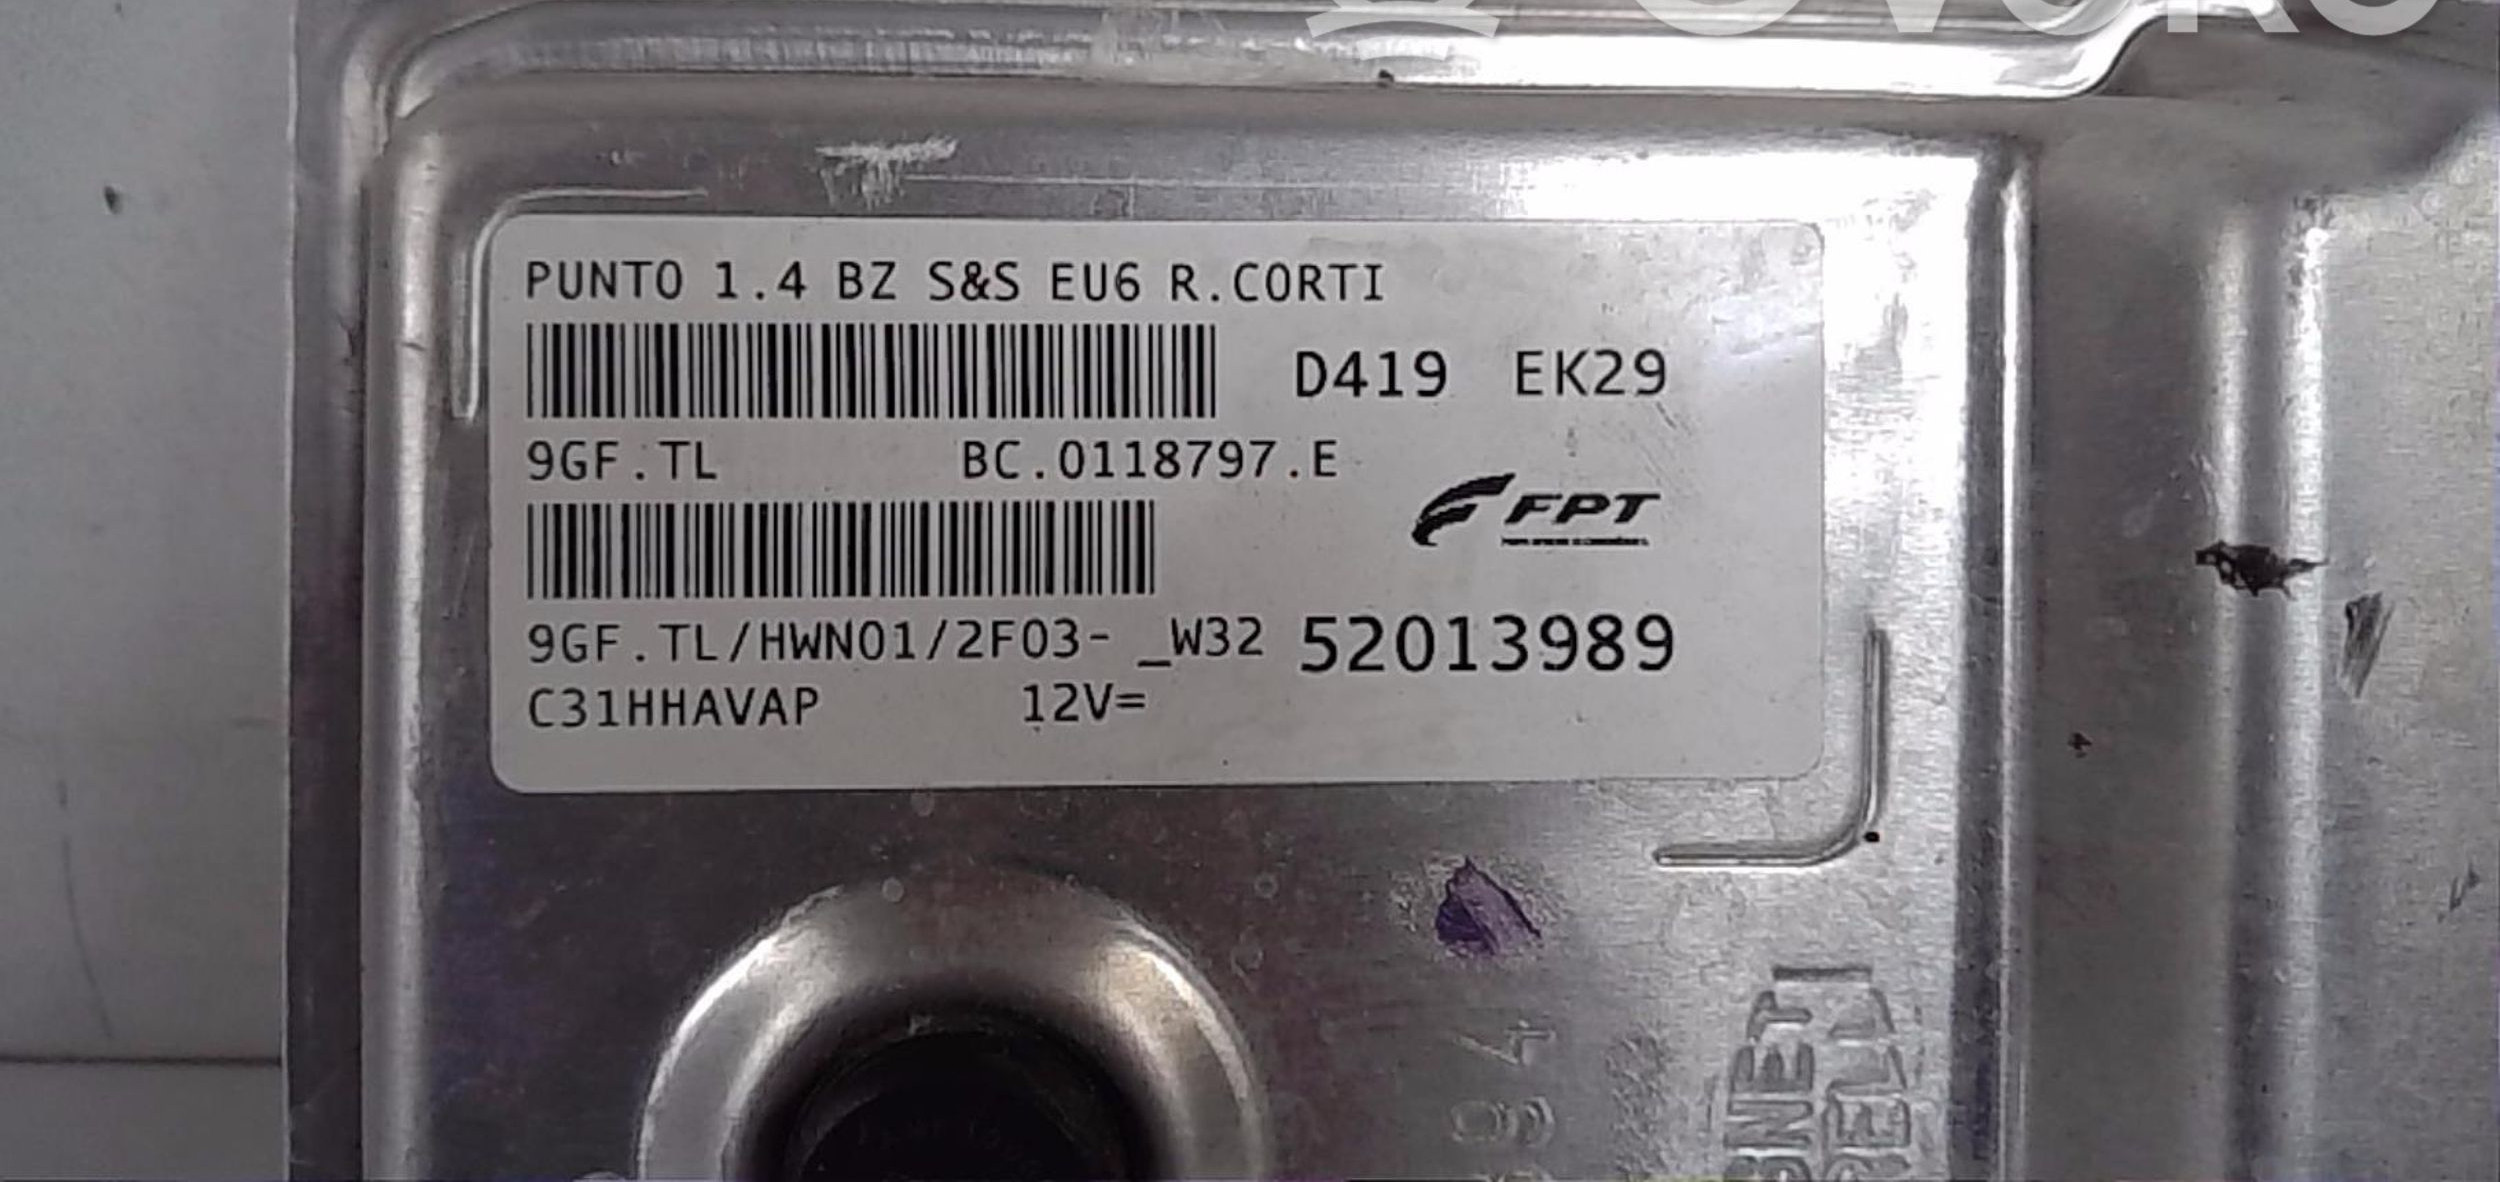 PUNTO 1.4 BZ S&S EU6 R.CORTI
D419 EK29
9GF.TL BC.0118797.E
FPT
9GF.TL/HWN01/2F03- _W32 52013989
C31HHAVAP 12V=